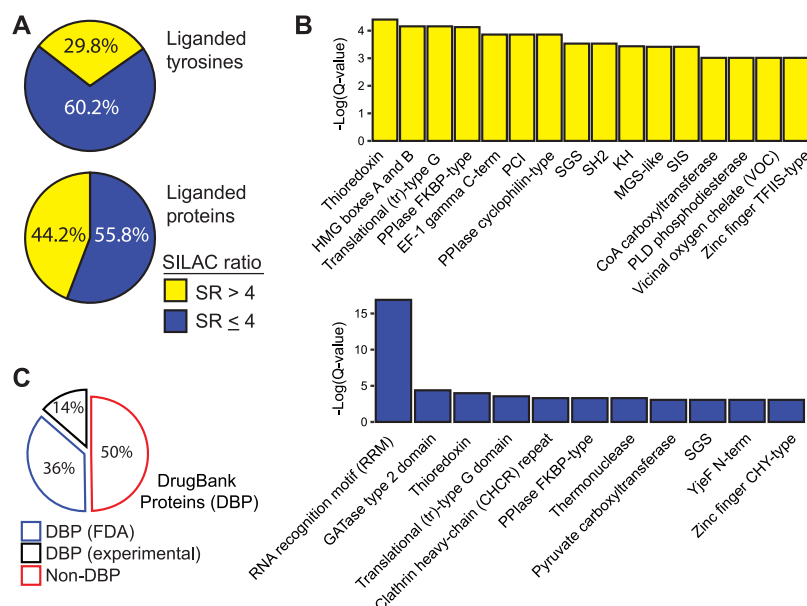 A
29.8%
60.2%
Liganded
tyrosines
44.2%
55.8%
Liganded
proteins
SILAC ratio
SR > 4
SR ≤ 4
B
-Log(Q-value)
4
3
2
1
0
Thioredoxin
HMG boxes A and B
Translational (tr)-type G
PPIase FKBP-type
EF-1 gamma C-term
PCI
PPIase cyclophilin-type
SGS
SH2
KH
MGS-like
SIS
CoA carboxyltransferase
PLD phosphodiesterase
Vicinal oxygen chelate (VOC)
Zinc finger TFIIS-type
-Log(Q-value)
15
10
5
0
RNA recognition motif (RRM)
GATase type 2 domain
Thioredoxin
Translational (tr)-type G domain
Clathrin heavy-chain (CHCR) repeat
PPIase FKBP-type
Thermonuclease
Pyruvate carboxyltransferase
SGS
YjeF N-term
Zinc finger CHY-type
C
14%
36%
50%
DrugBank
Proteins (DBP)
DBP (FDA)
DBP (experimental)
Non-DBP